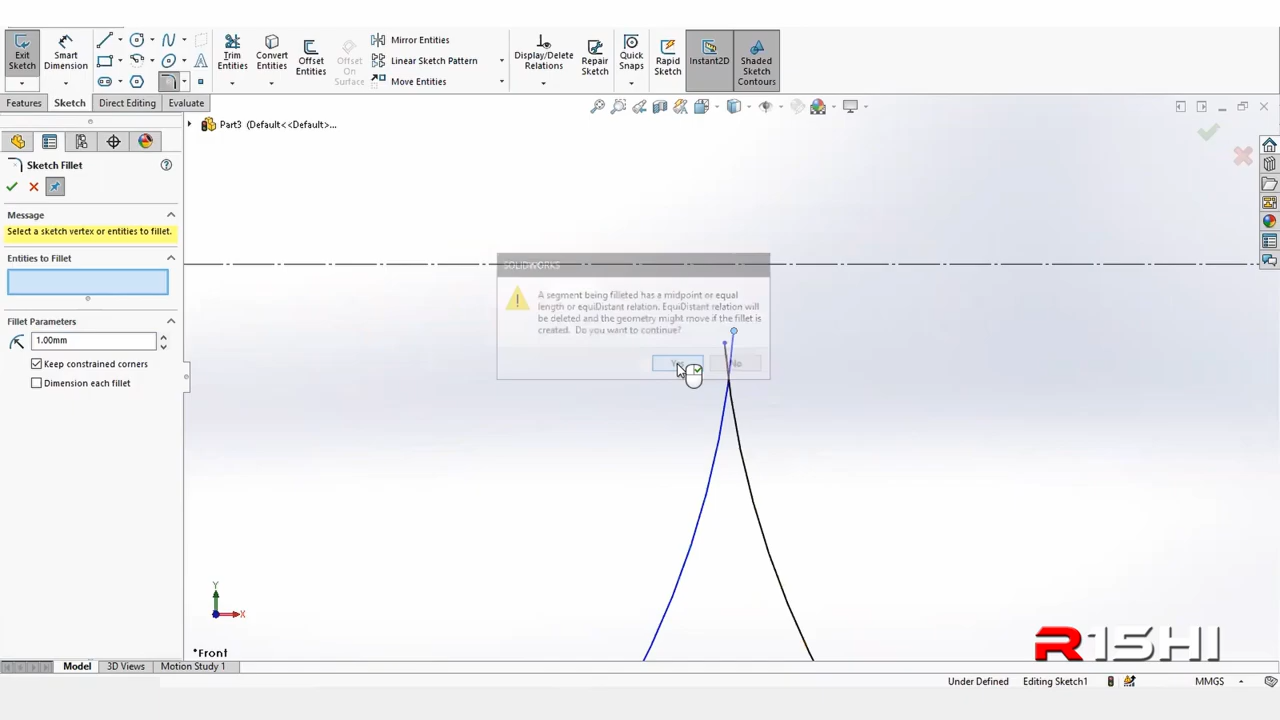 Exit Sketch
Smart Dimension
Trim Entities
Convert Entities
Offset Entities
Offset On Surface
Mirror Entities
Linear Sketch Pattern
Move Entities
Display/Delete Relations
Repair Sketch
Quick Snaps
Rapid Sketch
Instant2D
Shaded Sketch Contours
Features
Sketch
Direct Editing
Evaluate
Part3 (Default<<Default>...
Sketch Fillet
Message
Select a sketch vertex or entities to fillet.
Entities to Fillet
Fillet Parameters
1.00mm
Keep constrained corners
Dimension each fillet
SOLIDWORKS
A segment being filleted has a midpoint or equal
length or equiDistant relation. EquiDistant relation will
be deleted and the geometry might move if the fillet is
created. Do you want to continue?
Yes
No
Y
X
*Front
R1SHI
Model
3D Views
Motion Study 1
Under Defined
Editing Sketch1
MMGS